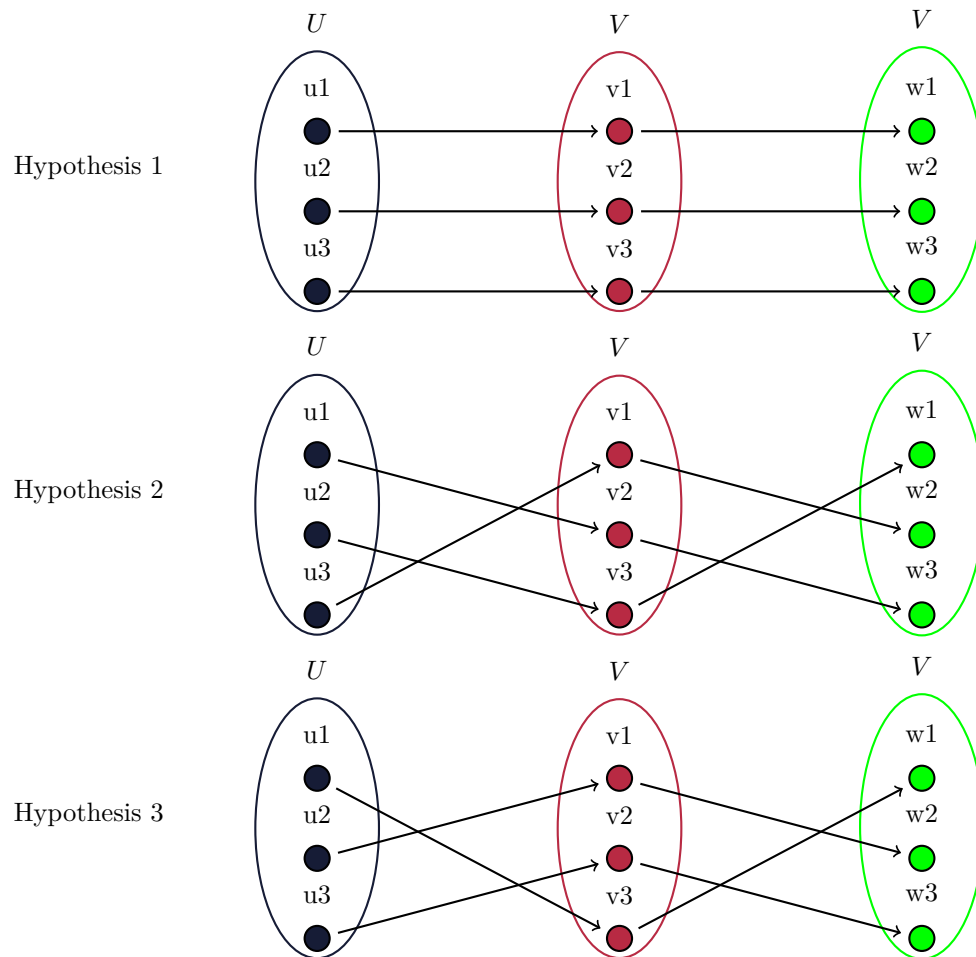 U V V
u1 v1 w1
Hypothesis 1
u2 v2 w2
u3 v3 w3
U V V
u1 v1 w1
Hypothesis 2
u2 v2 w2
u3 v3 w3
U V V
u1 v1 w1
Hypothesis 3
u2 v2 w2
u3 v3 w3